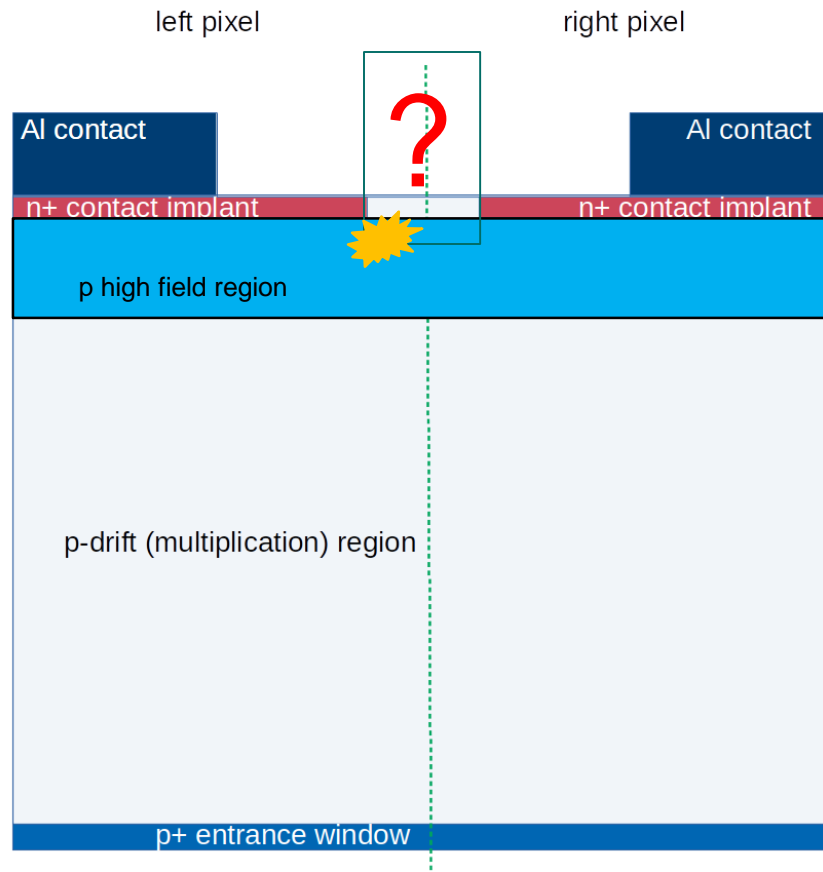 left pixel
right pixel
?
Al contact
Al contact
n+ contact implant
n+ contact implant
p high field region
p-drift (multiplication) region
p+ entrance window